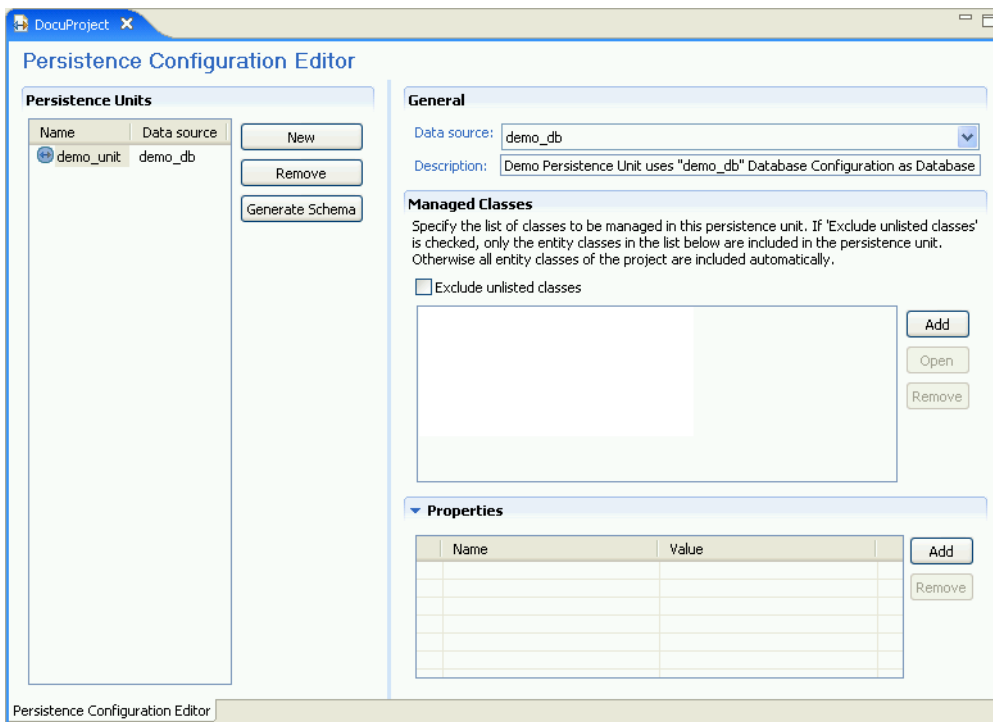 DocuProject
Persistence Configuration Editor
Persistence Units
Name Data source
demo_unit demo_db
New
Remove
Generate Schema
General
Data source: demo_db
Description: Demo Persistence Unit uses "demo_db" Database Configuration as Database
Managed Classes
Specify the list of classes to be managed in this persistence unit. If 'Exclude unlisted classes'
is checked, only the entity classes in the list below are included in the persistence unit.
Otherwise all entity classes of the project are included automatically.
Exclude unlisted classes
Add
Open
Remove
Properties
Name Value
Add
Remove
Persistence Configuration Editor